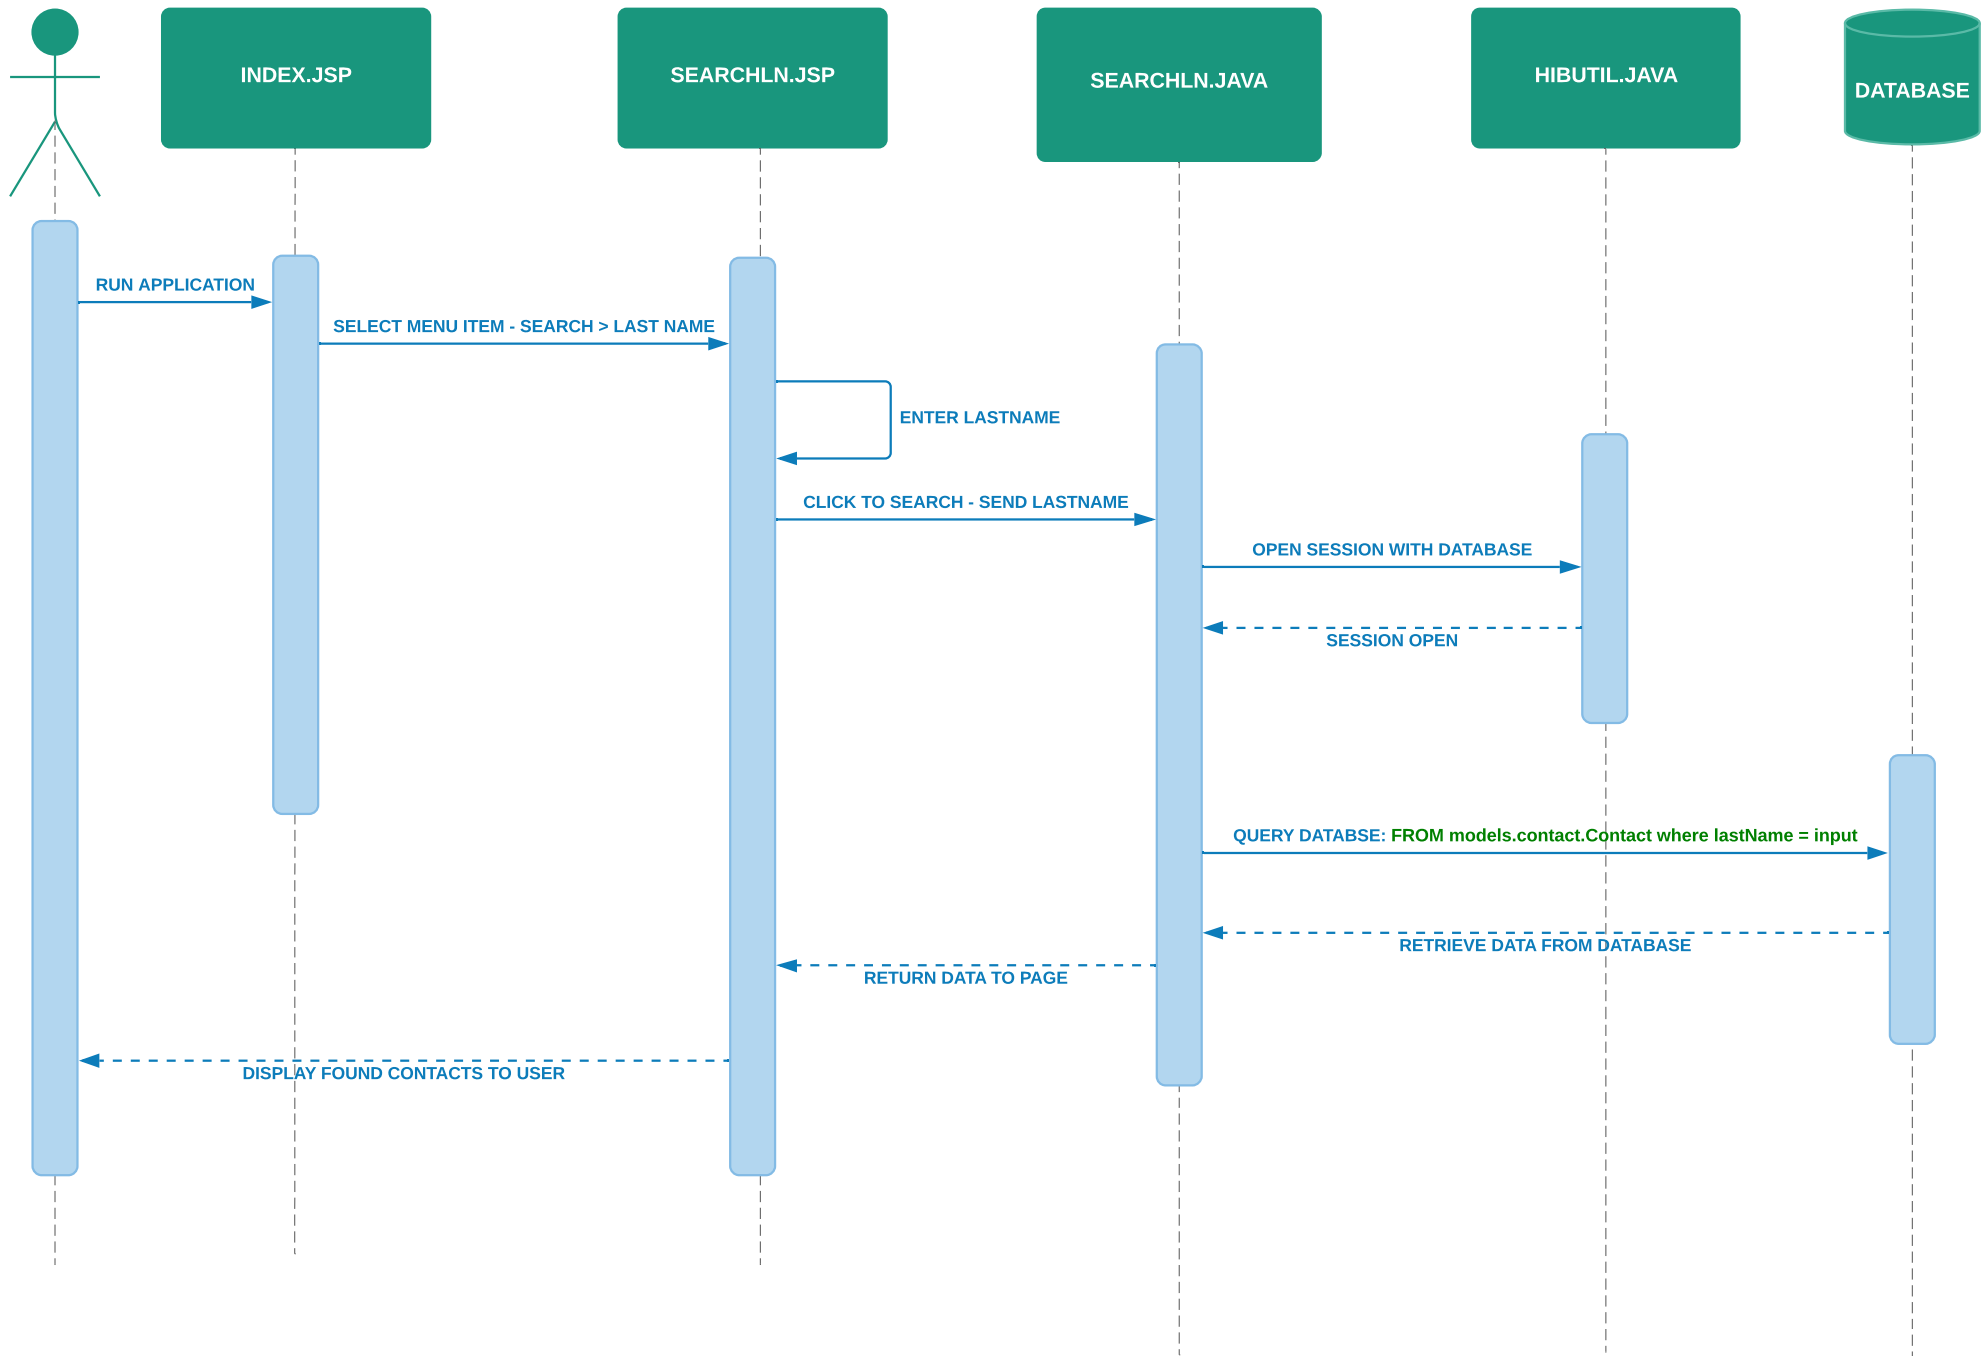 INDEX.JSP
SEARCHLN.JSP
SEARCHLN.JAVA
HIBUTIL.JAVA
DATABASE
RUN APPLICATION
SELECT MENU ITEM - SEARCH > LAST NAME
ENTER LASTNAME
CLICK TO SEARCH - SEND LASTNAME
OPEN SESSION WITH DATABASE
SESSION OPEN
QUERY DATABSE: FROM models.contact.Contact where lastName = input
RETRIEVE DATA FROM DATABASE
RETURN DATA TO PAGE
DISPLAY FOUND CONTACTS TO USER